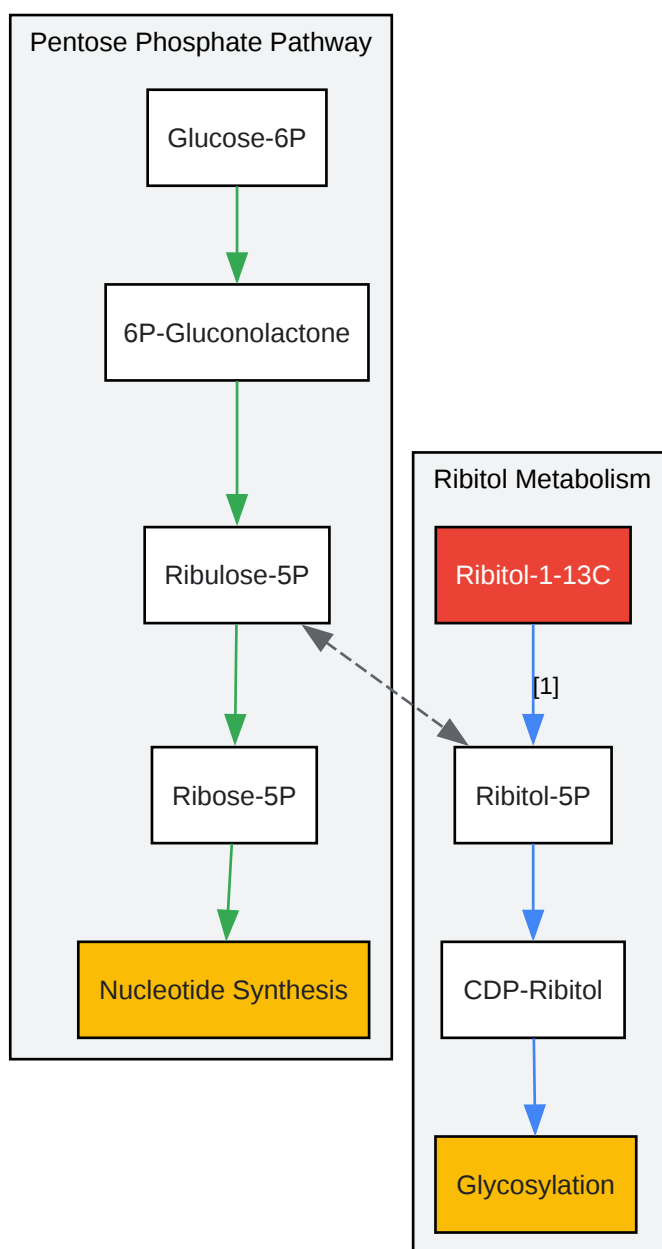 Pentose Phosphate Pathway
Glucose-6P
6P-Gluconolactone
Ribulose-5P
Ribose-5P
Nucleotide Synthesis
Ribitol Metabolism
Ribitol-1-13C
[1]
Ribitol-5P
CDP-Ribitol
Glycosylation